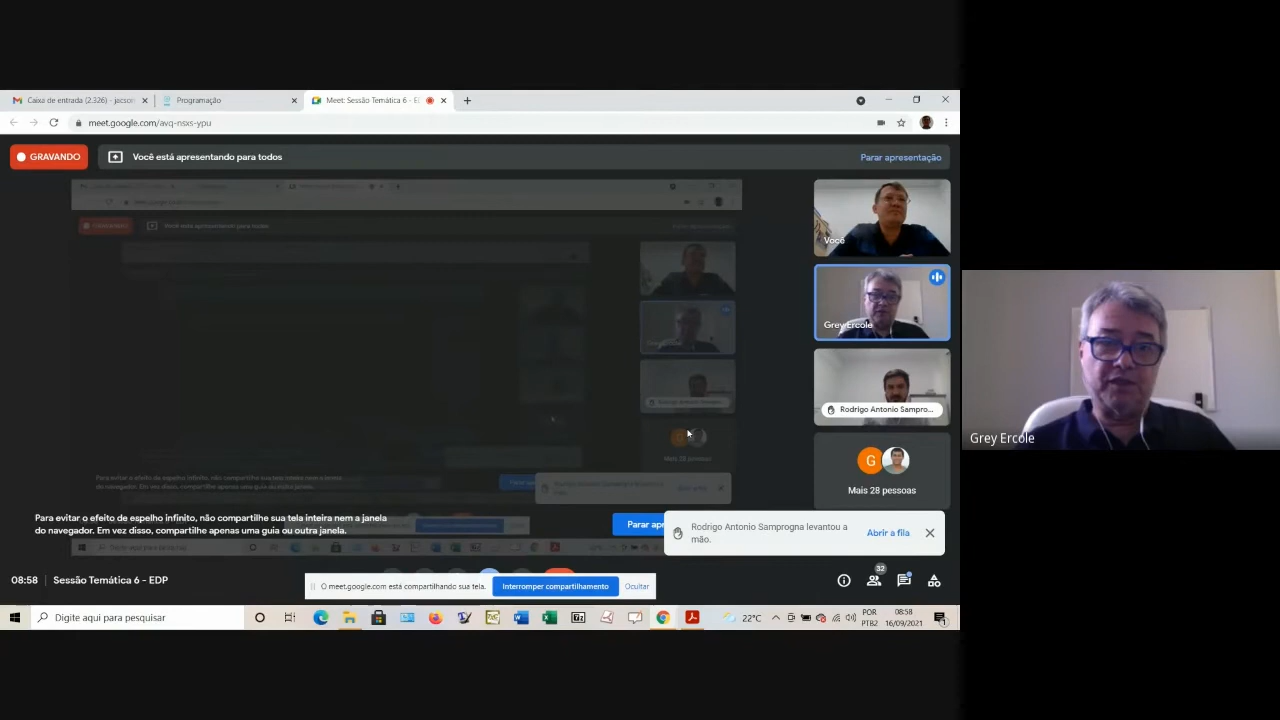 Caixa de entrada (2.326) - jacson
Programação
Meet: Sessão Temática 6 - E
meet.google.com/avq-nsxs-ypu
GRAVANDO
Você está apresentando para todos
Parar apresentação
Você
Grey Ercole
Rodrigo Antonio Sampro...
G
Mais 28 pessoas
Para evitar o efeito de espelho infinito, não compartilhe sua tela inteira nem a janela
do navegador. Em vez disso, compartilhe apenas uma guia ou outra janela.
Parar apr
Rodrigo Antonio Samprogna levantou a
mão.
Abrir a fila
08:58 | Sessão Temática 6 - EDP
32
O meet.google.com está compartilhando sua tela.
Interromper compartilhamento
Ocultar
Digite aqui para pesquisar
22°C
POR
PTB2
08:58
16/09/2021
Grey Ercole